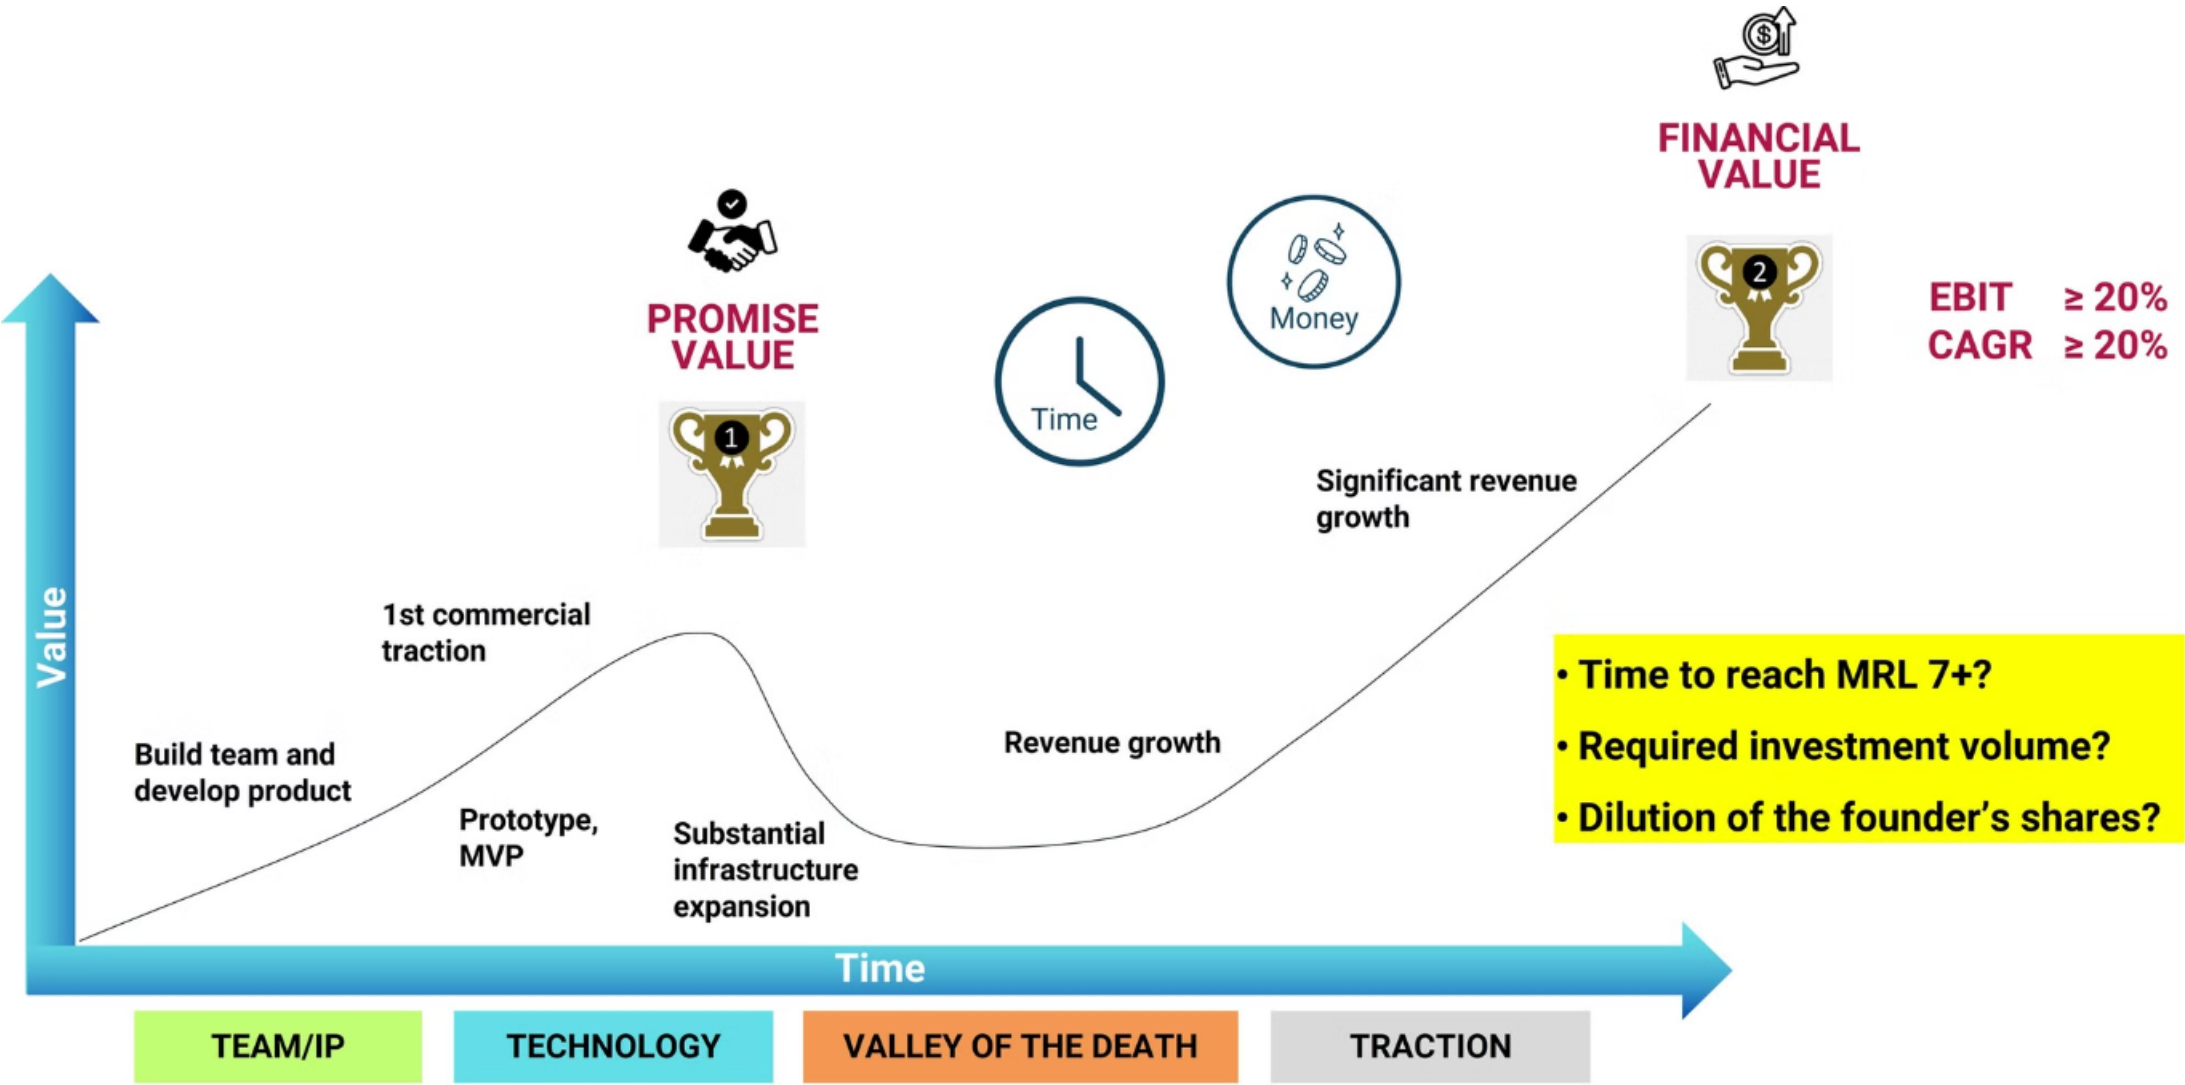 FINANCIAL
VALUE
2
EBIT ≥ 20%
CAGR ≥ 20%
PROMISE
VALUE
1
Time
Money
Significant revenue
growth
1st commercial
traction
Build team and
develop product
Prototype,
MVP
Substantial
infrastructure
expansion
Revenue growth
• Time to reach MRL 7+?
• Required investment volume?
• Dilution of the founder’s shares?
Value
Time
TEAM/IP
TECHNOLOGY
VALLEY OF THE DEATH
TRACTION
$